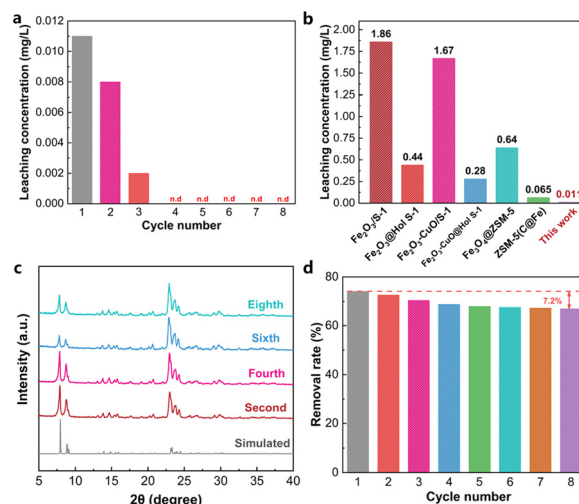 a
Leaching concentration (mg/L)
0.012
0.010
0.008
0.006
0.004
0.002
0.000
n.d n.d n.d n.d n.d
1 2 3 4 5 6 7 8
Cycle number
b
Leaching concentration (mg/L)
2.00
1.75
1.50
1.25
1.00
0.75
0.50
0.25
0.00
1.86
0.44
1.67
0.28
0.64
0.065
0.011
Fe₂O₃/S-1
Fe₂O₃@Hol S-1
Fe₂O₃-CuO/S-1
Fe₂O₃-CuO@Hol S-1
Fe₃O₄@ZSM-5
ZSM-5(C@Fe)
This work
c
Intensity (a.u.)
Eighth
Sixth
Fourth
Second
Simulated
5 10 15 20 25 30 35 40
2θ (degree)
d
Removal rate (%)
80
60
40
20
0
7.2%
1 2 3 4 5 6 7 8
Cycle number